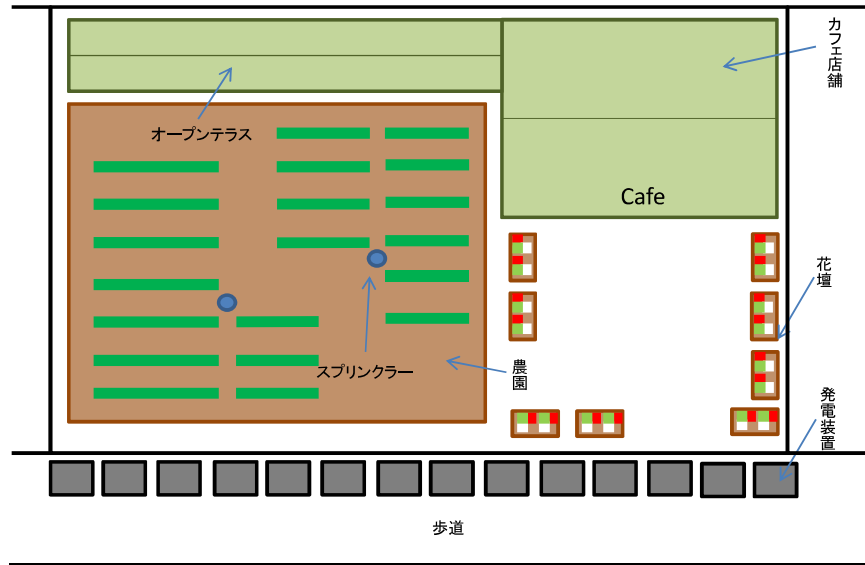 カフェ店舗
オープンテラス
Cafe
花壇
スプリンクラー
農園
発電装置
歩道